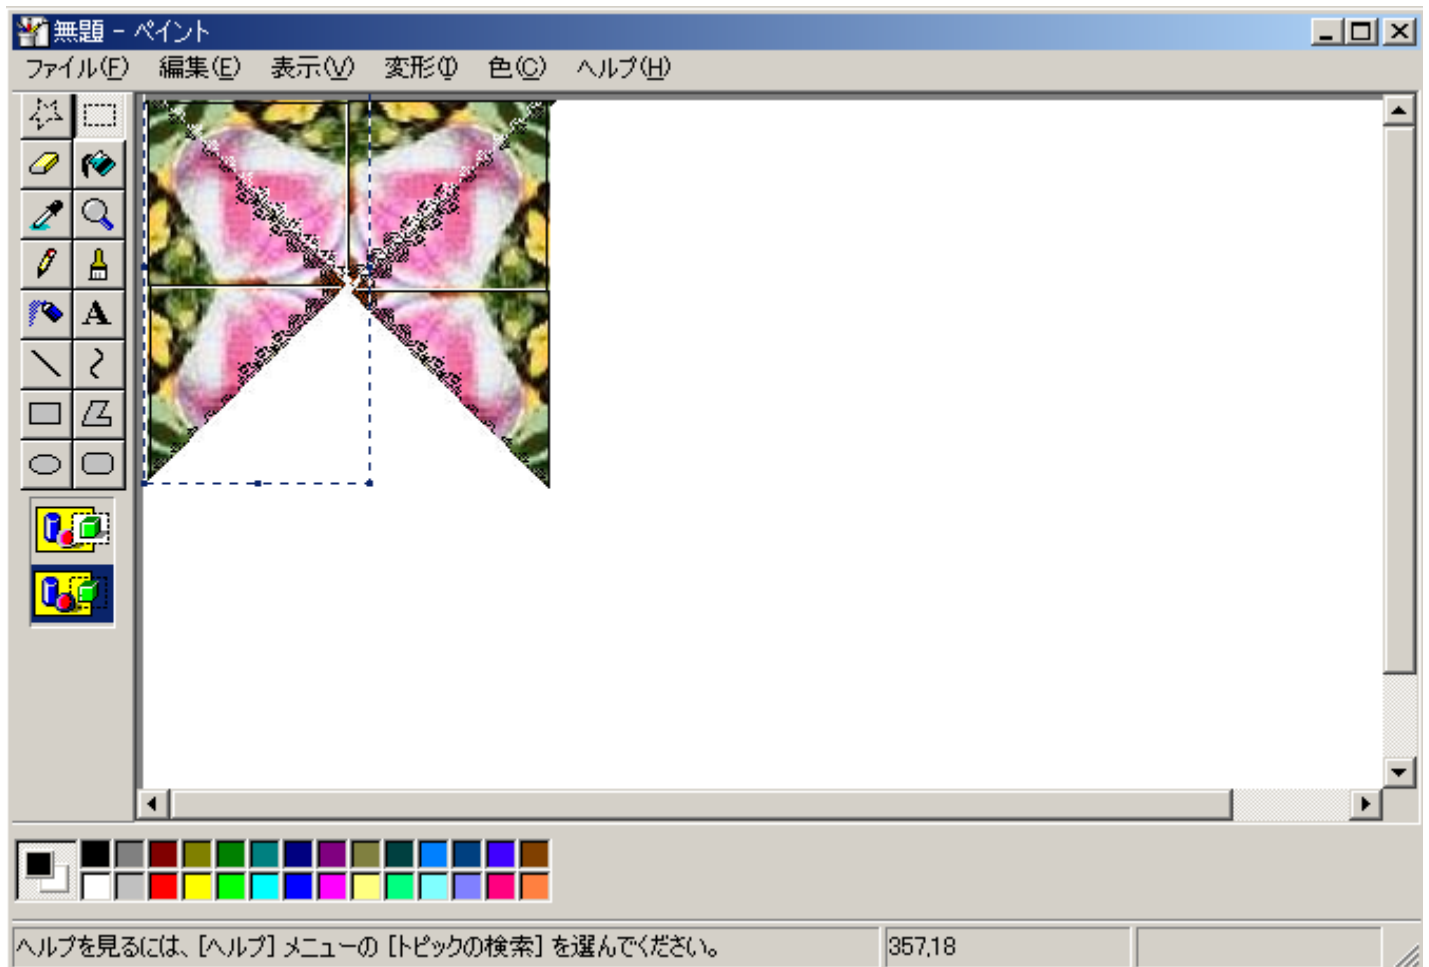 無題 - ペイント
ファイル(F) 編集(E) 表示(V) 変形(I) 色(C) ヘルプ(H)
A
ヘルプを見るには、[ヘルプ] メニューの [トピックの検索] を選んでください。 357,18